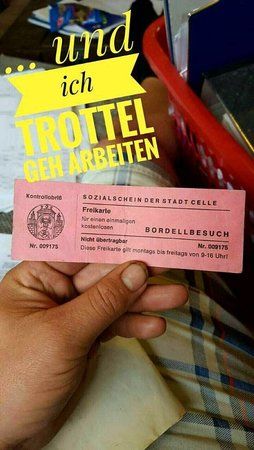 ... und
ich
TROTTEL
GEH ARBEITEN
Kontrollabriß
Nr. 009175
SOZIALSCHEIN DER STADT CELLE
Freikarte
für einen einmaligen
kostenlosen BORDELLBESUCH
Nicht übertragbar Nr. 009175
Diese Freikarte gilt montags bis freitags von 9-16 Uhr!